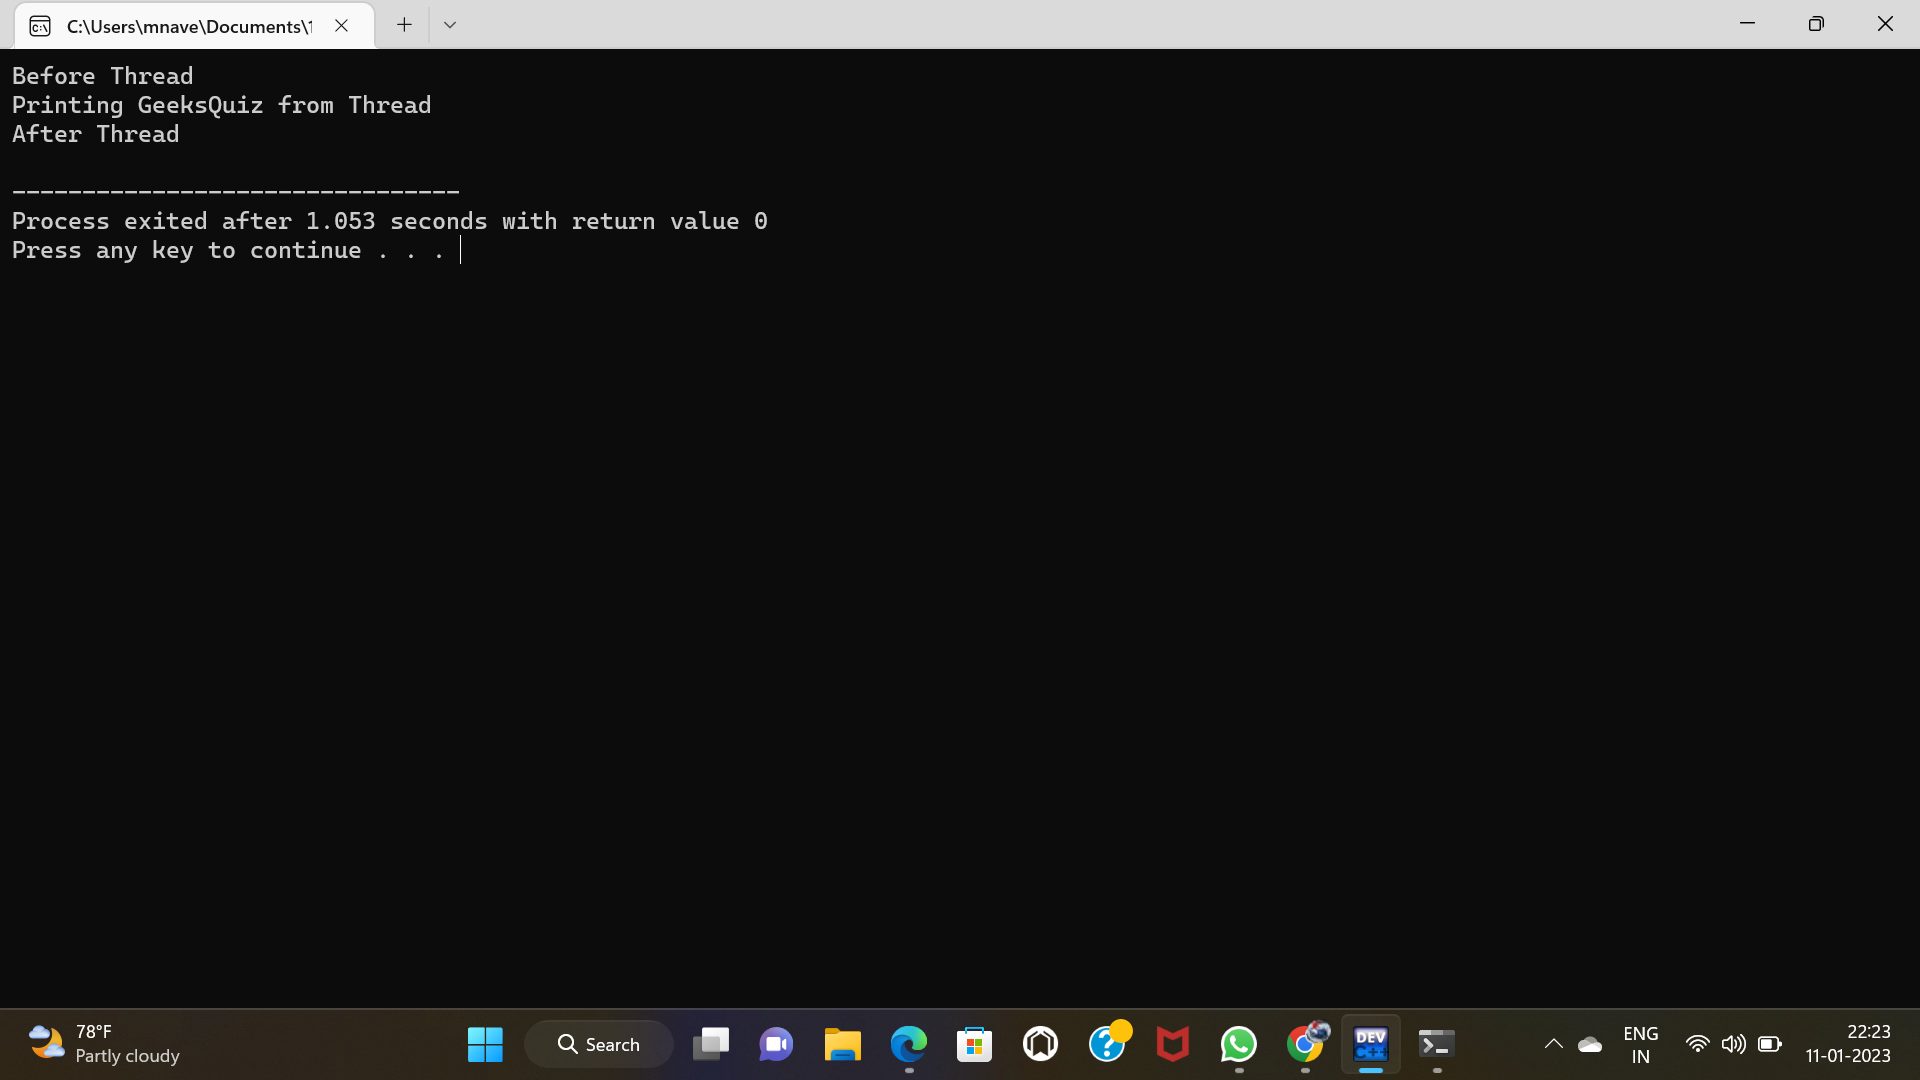 C:\Users\mnave\Documents\1
Before Thread
Printing GeeksQuiz from Thread
After Thread
--------------------------------
Process exited after 1.053 seconds with return value 0
Press any key to continue . . .
78°F
Partly cloudy
Search
DEV
C++
ENG
IN
22:23
11-01-2023